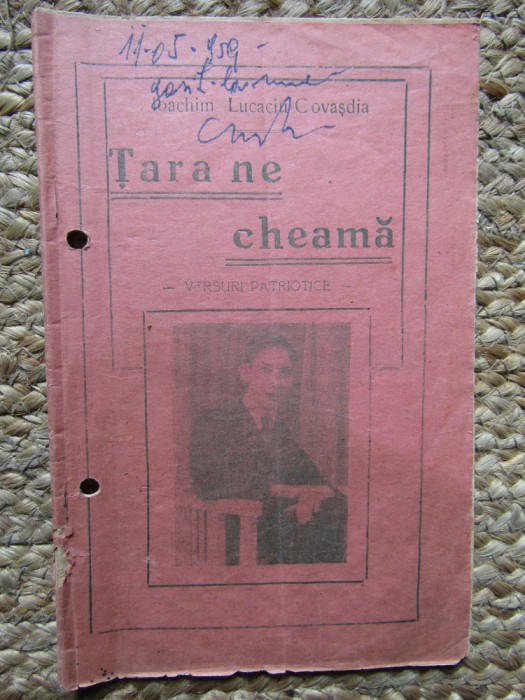 11-05-959-
Ioachim Lucaciu Covașdia
Țara ne
cheamă
— VERSURI PATRIOTICE —